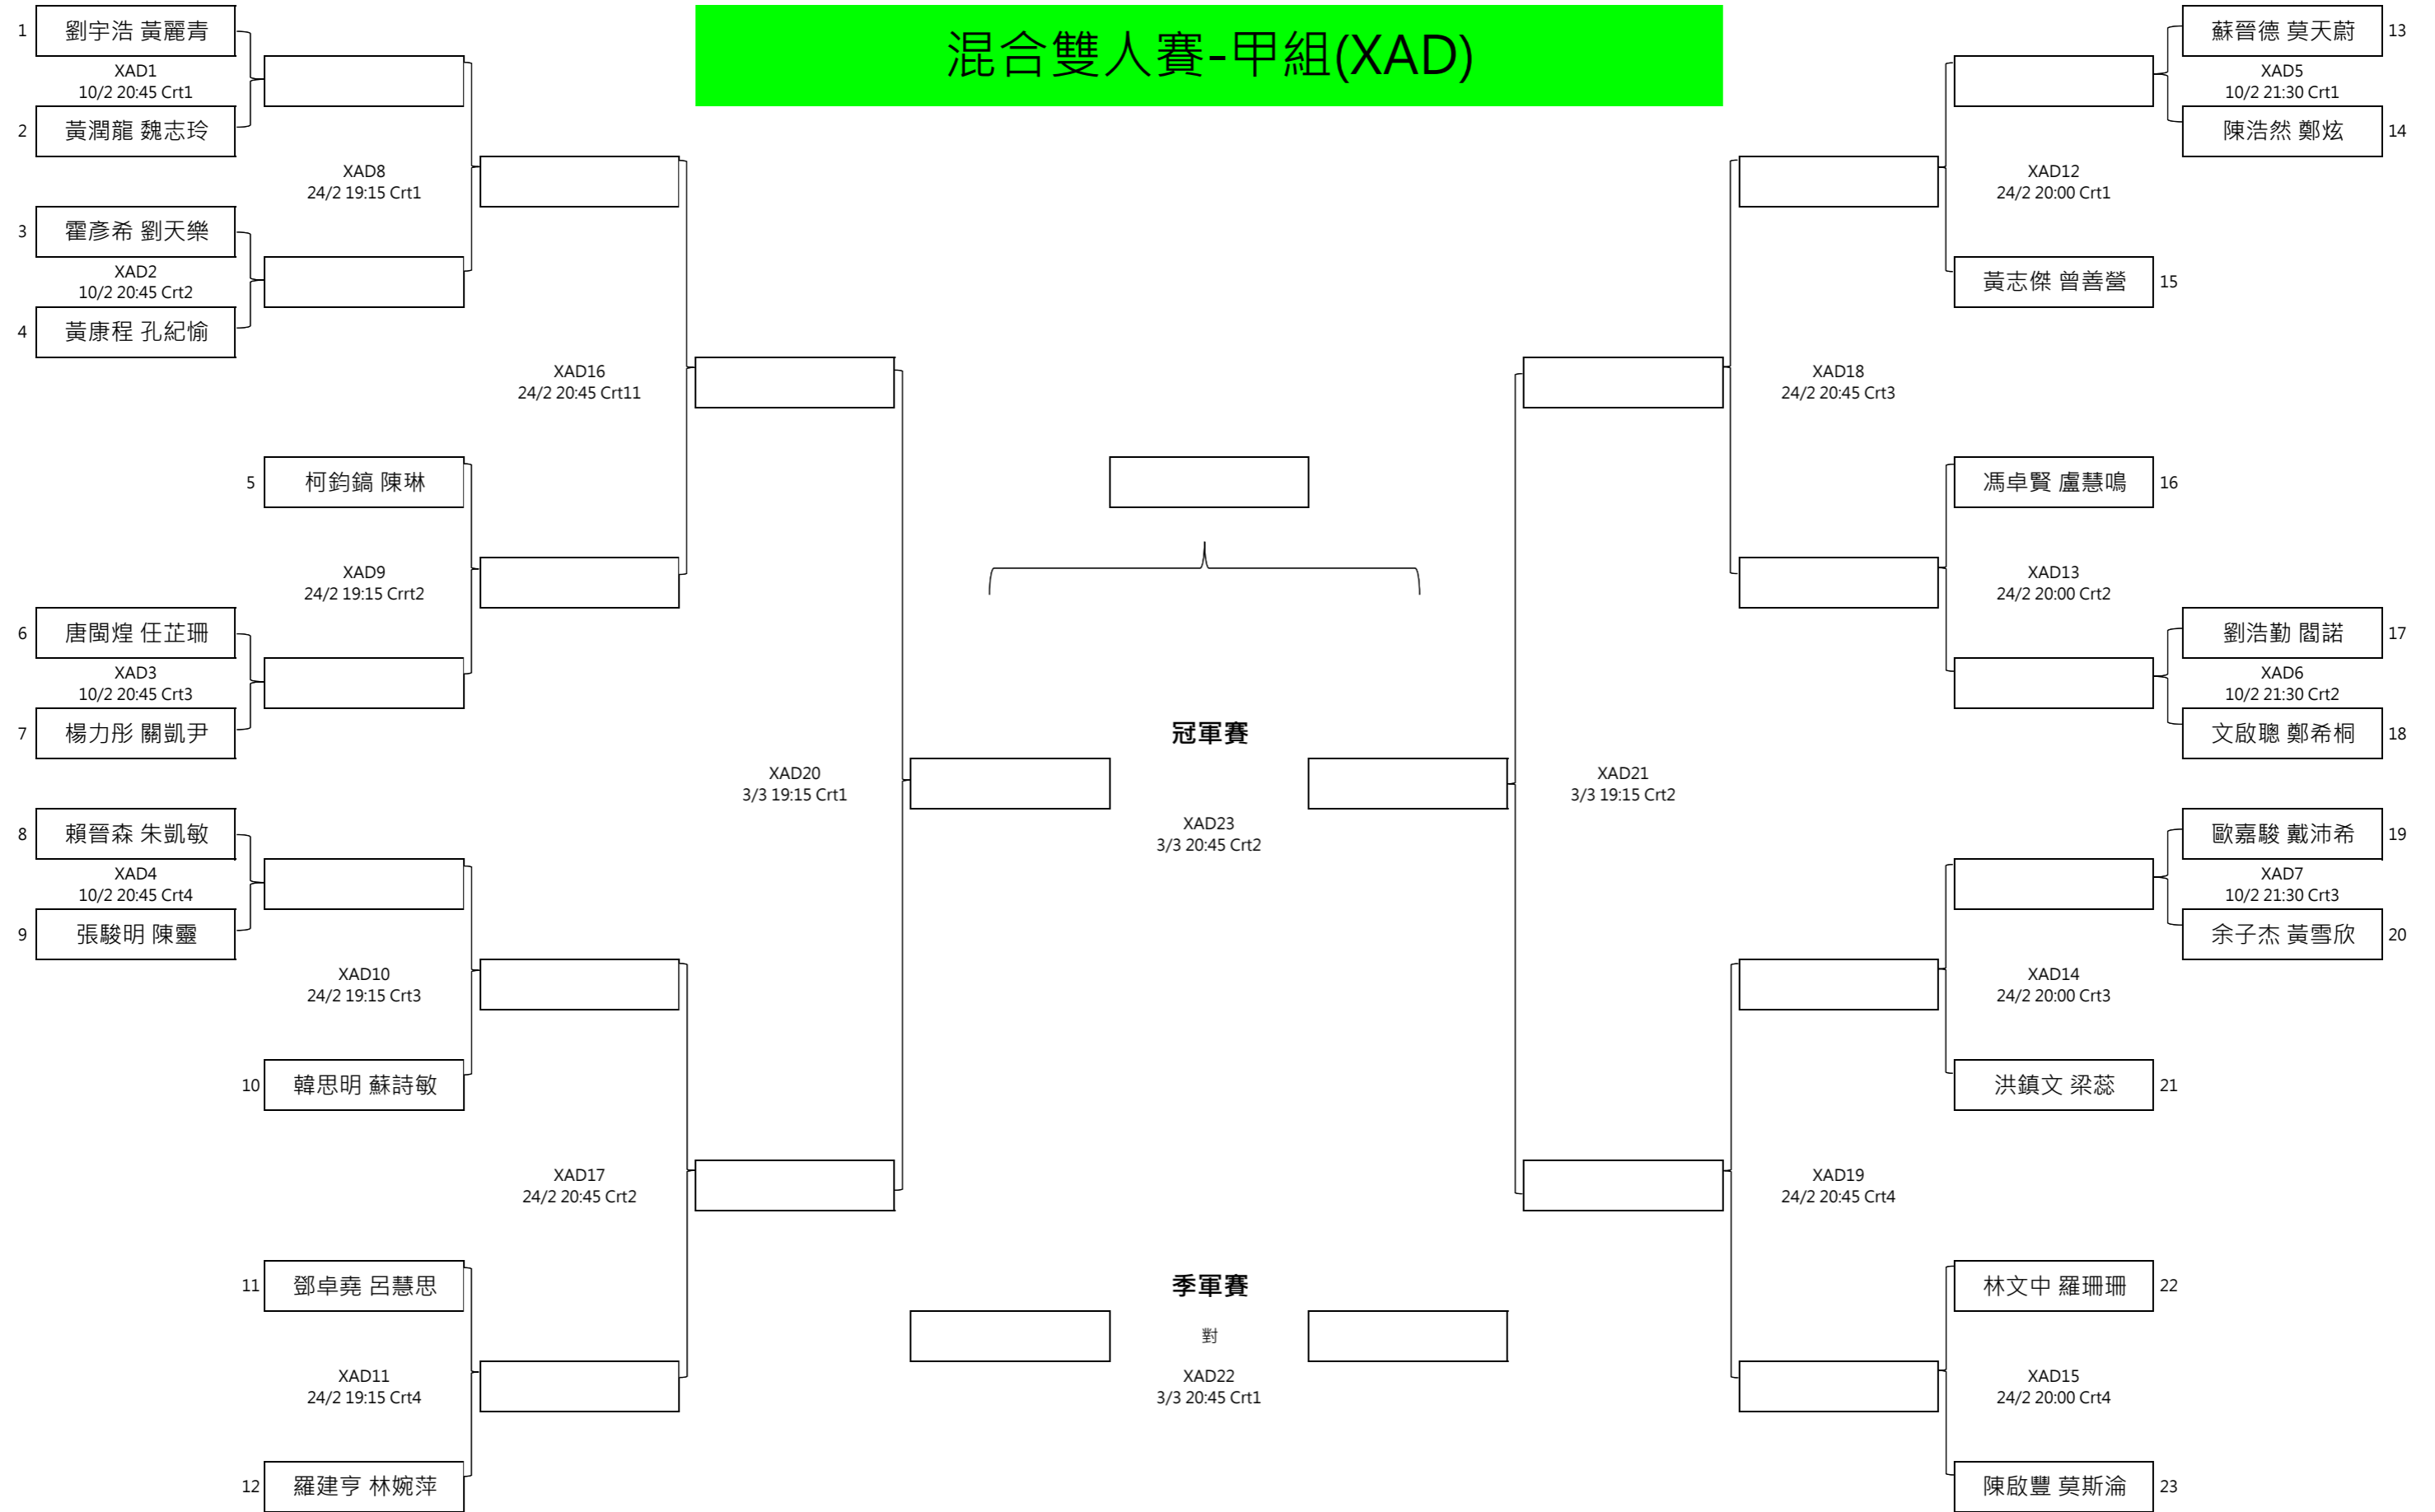 混合雙人賽-甲組(XAD)
1 劉宇浩 黃麗青
XAD1
10/2 20:45 Crt1
2 黃潤龍 魏志玲
XAD8
24/2 19:15 Crt1
3 霍彥希 劉天樂
XAD2
10/2 20:45 Crt2
4 黃康程 孔紀愉
XAD16
24/2 20:45 Crt11
5 柯鈞鎬 陳琳
XAD9
24/2 19:15 Crrt2
6 唐閩煌 任芷珊
XAD3
10/2 20:45 Crt3
7 楊力彤 關凱尹
XAD20
3/3 19:15 Crt1
8 賴晉森 朱凱敏
XAD4
10/2 20:45 Crt4
9 張駿明 陳靈
XAD10
24/2 19:15 Crt3
10 韓思明 蘇詩敏
XAD17
24/2 20:45 Crt2
11 鄧卓堯 呂慧思
XAD11
24/2 19:15 Crt4
12 羅建亨 林婉萍
冠軍賽
XAD23
3/3 20:45 Crt2
季軍賽
對
XAD22
3/3 20:45 Crt1
蘇晉德 莫天蔚 13
XAD5
10/2 21:30 Crt1
陳浩然 鄭炫 14
XAD12
24/2 20:00 Crt1
黃志傑 曾善營 15
XAD18
24/2 20:45 Crt3
馮卓賢 盧慧鳴 16
XAD13
24/2 20:00 Crt2
劉浩勤 閻諾 17
XAD6
10/2 21:30 Crt2
文啟聰 鄭希桐 18
XAD21
3/3 19:15 Crt2
歐嘉駿 戴沛希 19
XAD7
10/2 21:30 Crt3
余子杰 黃雪欣 20
XAD14
24/2 20:00 Crt3
洪鎮文 梁蕊 21
XAD19
24/2 20:45 Crt4
林文中 羅珊珊 22
XAD15
24/2 20:00 Crt4
陳啟豐 莫斯淪 23